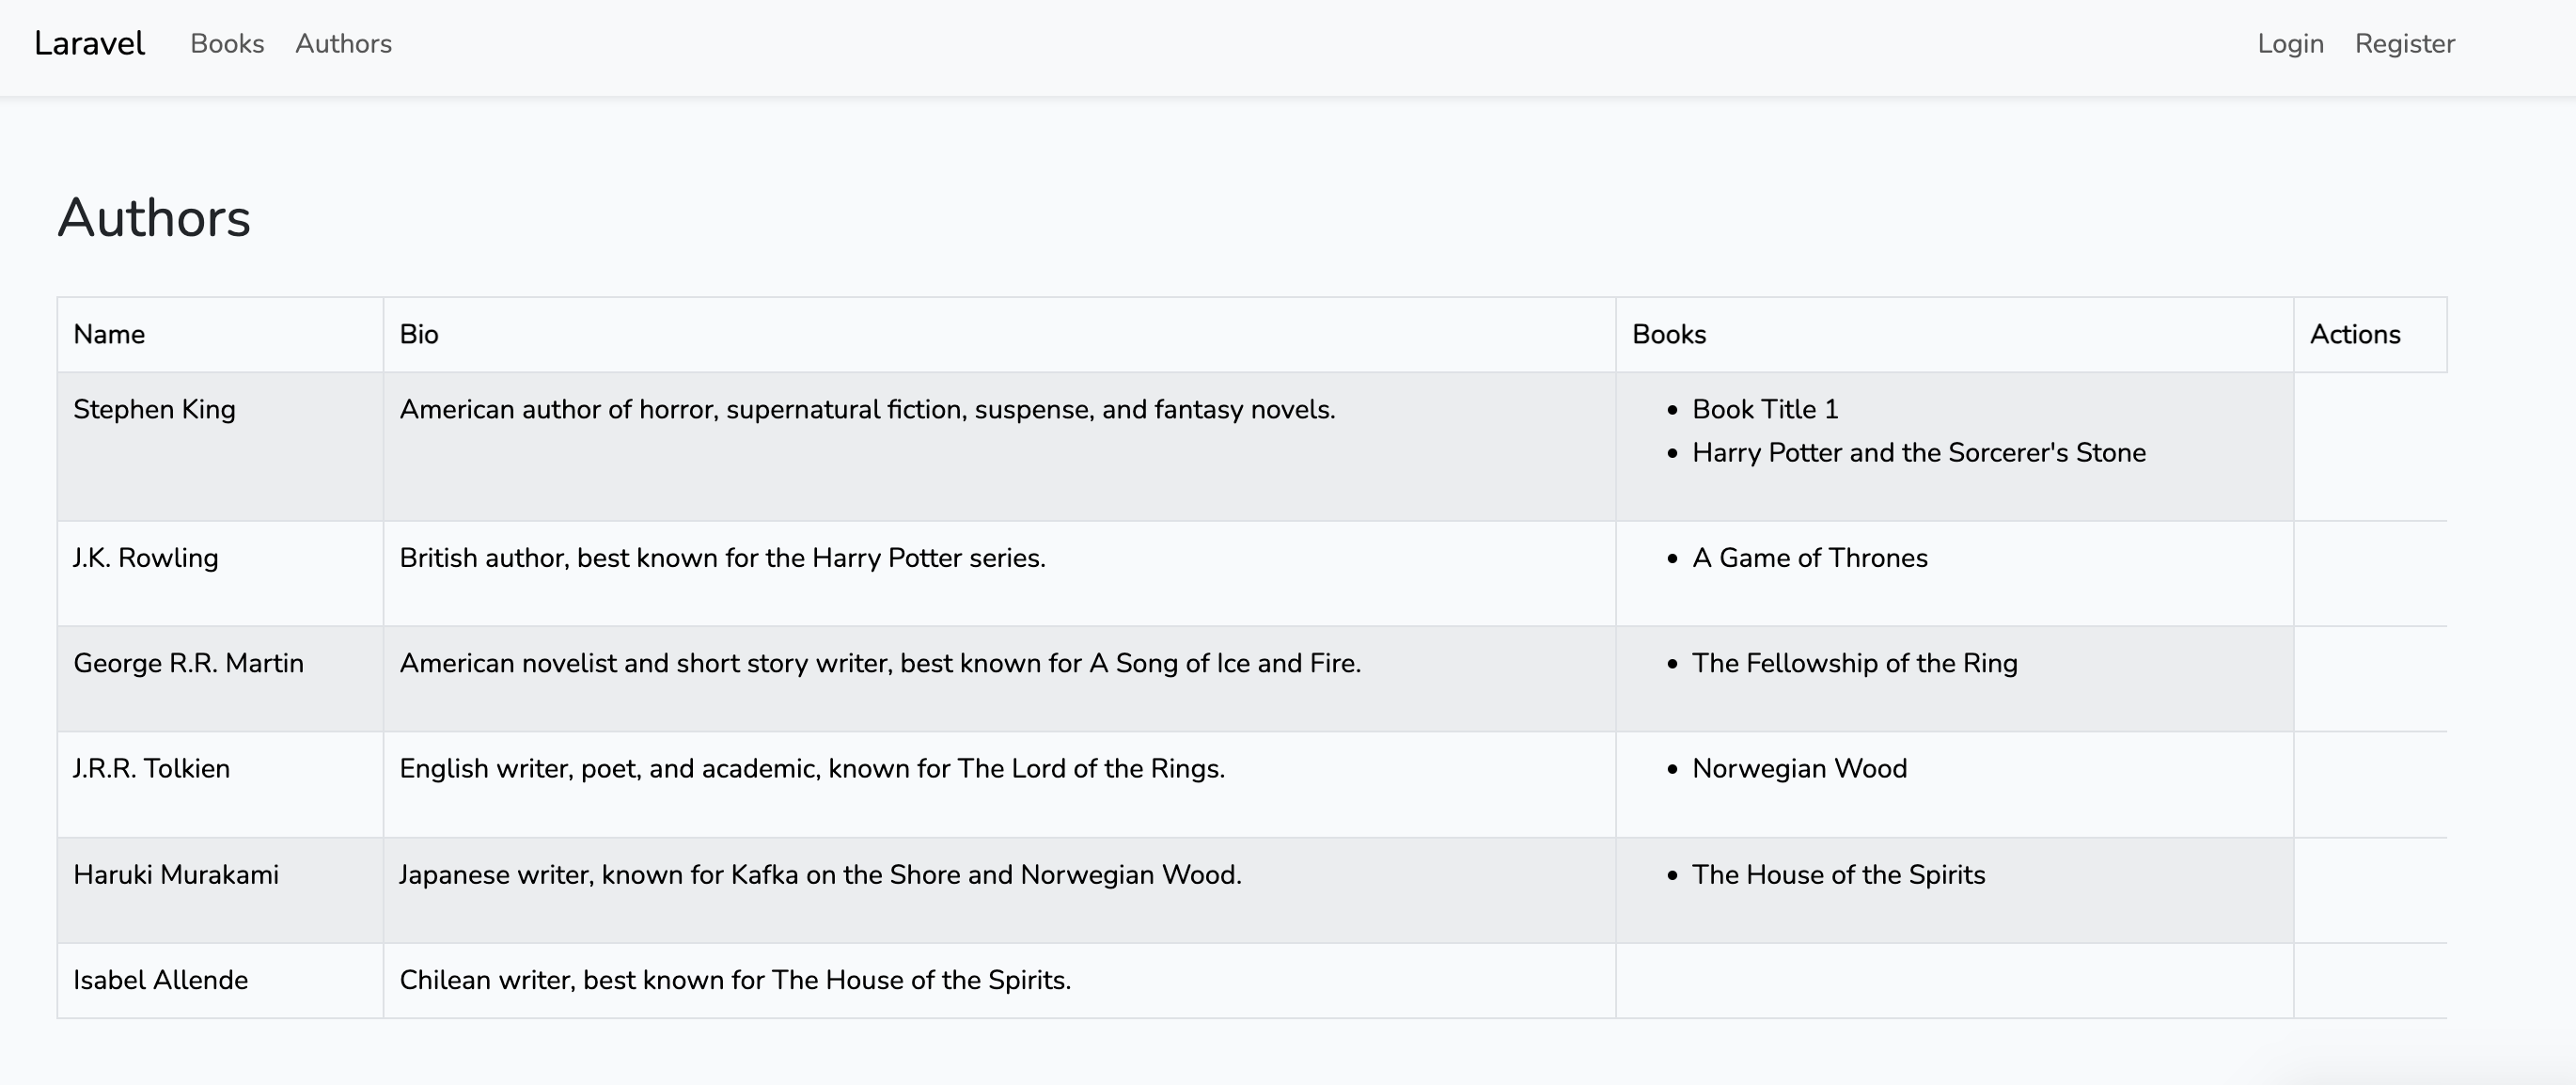 Laravel Books Authors Login Register
Authors
Name Bio Books Actions
Stephen King American author of horror, supernatural fiction, suspense, and fantasy novels. • Book Title 1
• Harry Potter and the Sorcerer's Stone
J.K. Rowling British author, best known for the Harry Potter series. • A Game of Thrones
George R.R. Martin American novelist and short story writer, best known for A Song of Ice and Fire. • The Fellowship of the Ring
J.R.R. Tolkien English writer, poet, and academic, known for The Lord of the Rings. • Norwegian Wood
Haruki Murakami Japanese writer, known for Kafka on the Shore and Norwegian Wood. • The House of the Spirits
Isabel Allende Chilean writer, best known for The House of the Spirits.